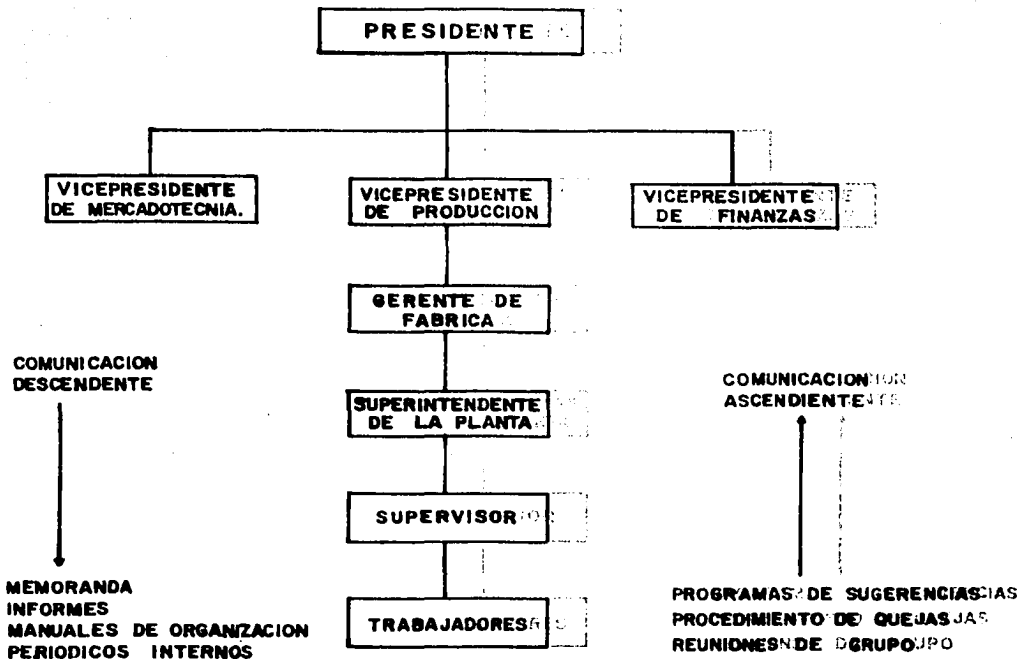 PRESIDENTE
VICEPRESIDENTE
DE MERCADOTECNIA.
VICEPRESIDENTE
DE PRODUCCION
VICEPRESIDENTE
DE FINANZAS
GERENTE DE
FABRICA
COMUNICACION
DESCENDENTE
COMUNICACION
ASCENDIENTE
SUPERINTENDENTE
DE LA PLANTA
SUPERVISOR
MEMORANDA
INFORMES
MANUALES DE ORGANIZACION
PERIODICOS INTERNOS
TRABAJADORES
PROGRAMAS DE SUGERENCIAS
PROCEDIMIENTO DE QUEJAS
REUNIONES DE GRUPO